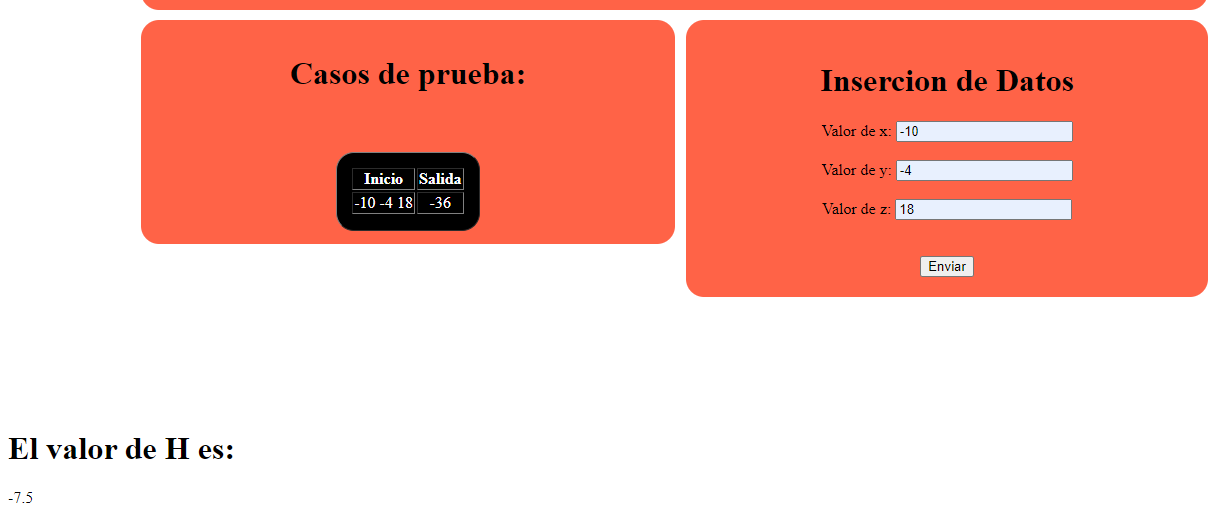 Casos de prueba:
Inicio Salida
-10 -4 18 -36
Insercion de Datos
Valor de x: -10
Valor de y: -4
Valor de z: 18
Enviar
El valor de H es:
-7.5